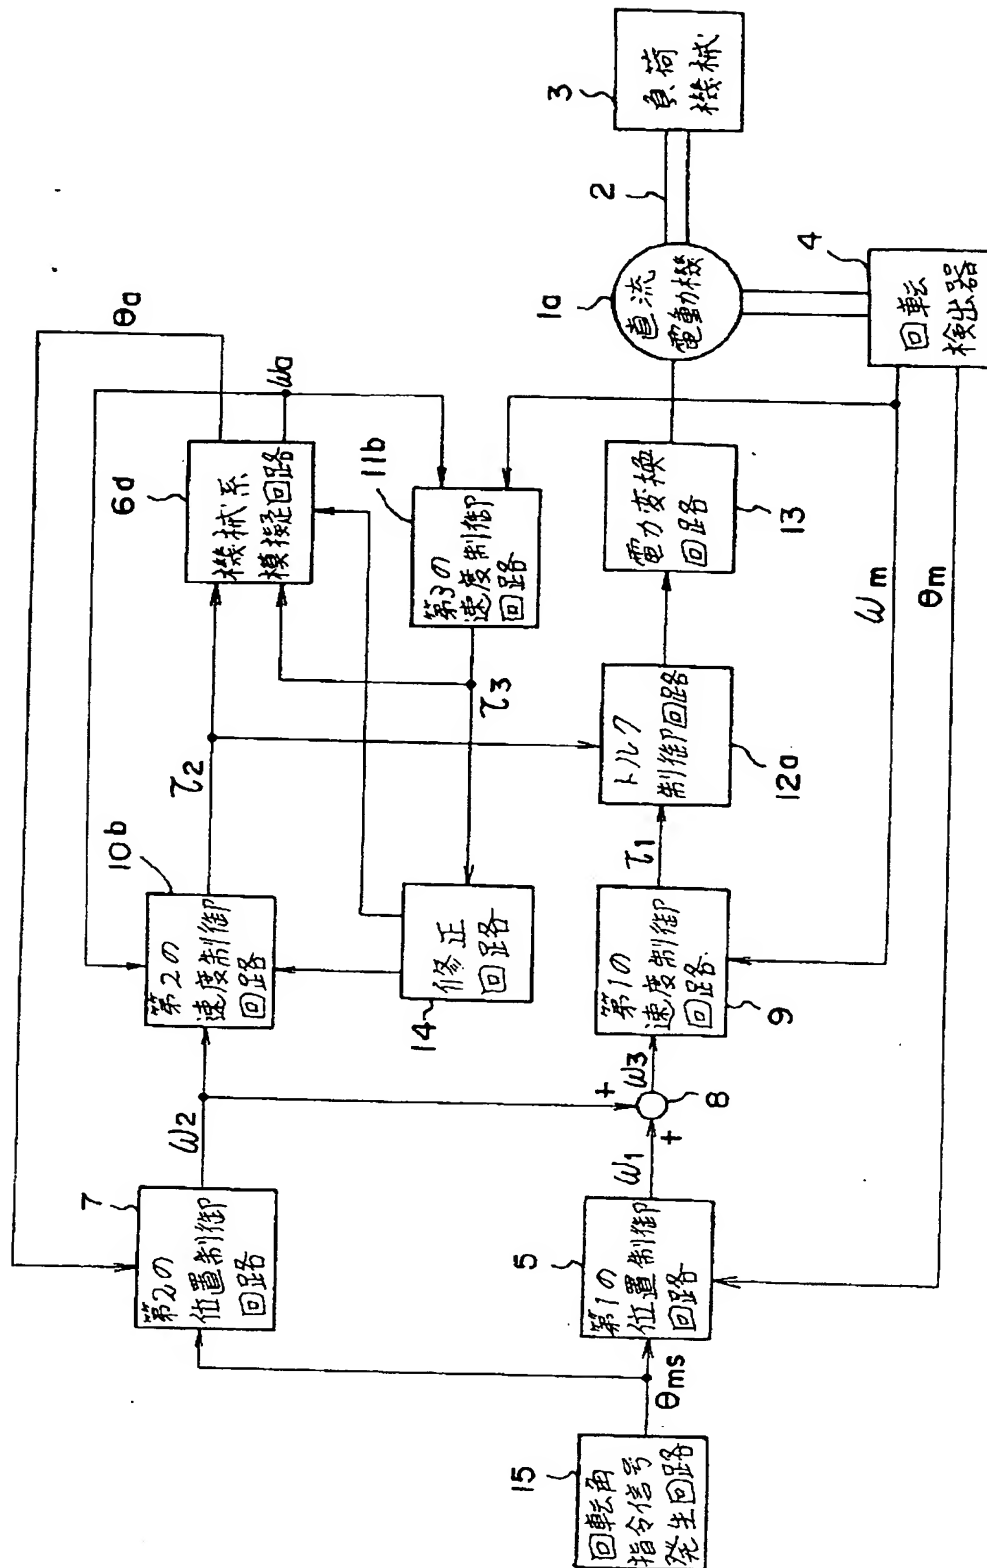 15
回転角
指令信号
発生回路
θms
7
第2の
位置制御
回路
ω2
10b
第2の
速度制御
回路
τ2
6d
機械系
模擬回路
θa
ωa
11b
第3の
速度制御
回路
τ3
14
修正
回路
5
第1の
位置制御
回路
ω1
+
+
8
ω3
9
第1の
速度制御
回路
τ1
12a
トルク
制御回路
13
電力変換
回路
1a
直流
電動機
2
3
負荷
機械
4
回転
検出器
ωm
θm